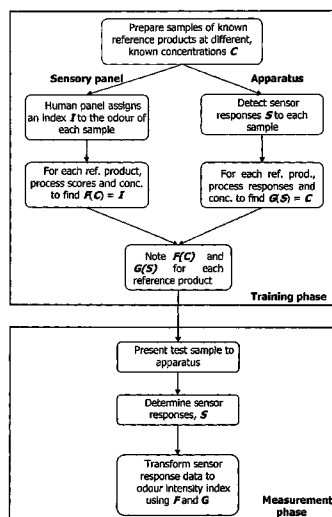 Prepare samples of known
reference products at different,
known concentrations C
Sensory panel
Apparatus
Human panel assigns
an index I to the odour of
each sample
Detect sensor
responses S to each
sample
For each ref. product,
process scores and conc.
to find F(C) = I
For each ref. prod.,
process responses and
conc. to find G(S) = C
Note F(C) and
G(S) for each
reference product
Training phase
Present test sample to
apparatus
Determine sensor
responses, S
Transform sensor
response data to
odour intensity index
using F and G
Measurement
phase